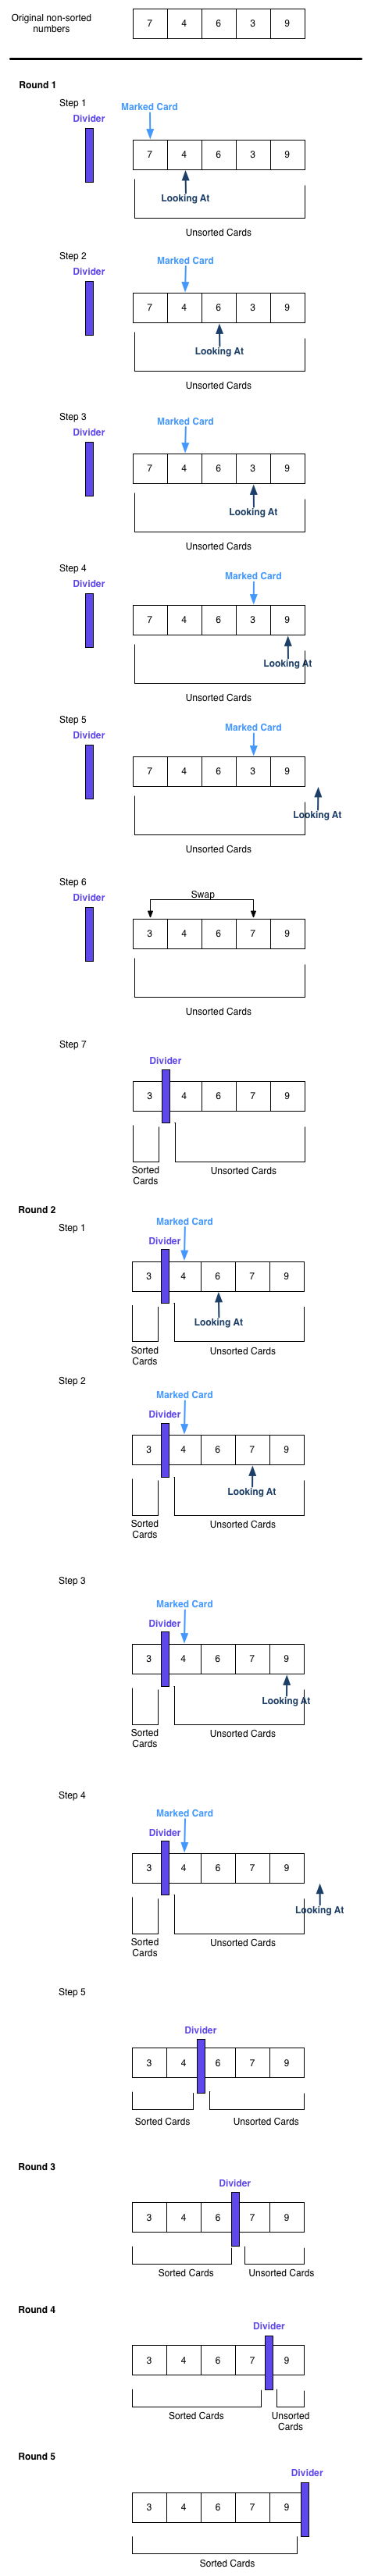 Original non-sorted
numbers
7 4 6 3 9
Round 1
Step 1
Marked Card
Divider
7 4 6 3 9
Looking At
Unsorted Cards
Step 2
Marked Card
Divider
7 4 6 3 9
Looking At
Unsorted Cards
Step 3
Marked Card
Divider
7 4 6 3 9
Looking At
Unsorted Cards
Step 4
Marked Card
Divider
7 4 6 3 9
Looking At
Unsorted Cards
Step 5
Marked Card
Divider
7 4 6 3 9
Looking At
Unsorted Cards
Step 6
Swap
Divider
3 4 6 7 9
Unsorted Cards
Step 7
Divider
3 4 6 7 9
Sorted
Cards
Unsorted Cards
Round 2
Step 1
Marked Card
Divider
3 4 6 7 9
Looking At
Sorted
Cards
Unsorted Cards
Step 2
Marked Card
Divider
3 4 6 7 9
Looking At
Sorted
Cards
Unsorted Cards
Step 3
Marked Card
Divider
3 4 6 7 9
Looking At
Sorted
Cards
Unsorted Cards
Step 4
Marked Card
Divider
3 4 6 7 9
Looking At
Sorted
Cards
Unsorted Cards
Step 5
Divider
3 4 6 7 9
Sorted Cards
Unsorted Cards
Round 3
Divider
3 4 6 7 9
Sorted Cards
Unsorted Cards
Round 4
Divider
3 4 6 7 9
Sorted Cards
Unsorted
Cards
Round 5
Divider
3 4 6 7 9
Sorted Cards